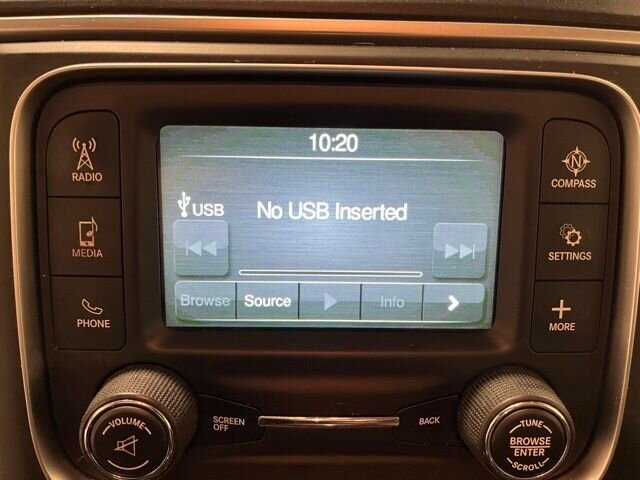 10:20
RADIO
N
COMPASS
USB No USB Inserted
MEDIA
SETTINGS
Browse Source Info
PHONE
MORE
VOLUME
SCREEN
OFF
BACK
TUNE
BROWSE
ENTER
SCROLL